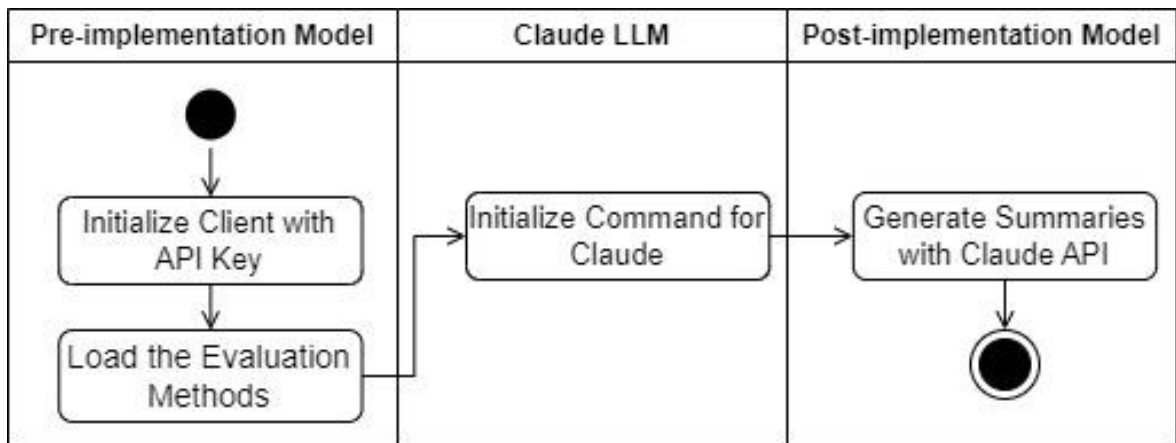 Pre-implementation Model
Claude LLM
Post-implementation Model
Initialize Client with
API Key
Load the Evaluation
Methods
Initialize Command for
Claude
Generate Summaries
with Claude API